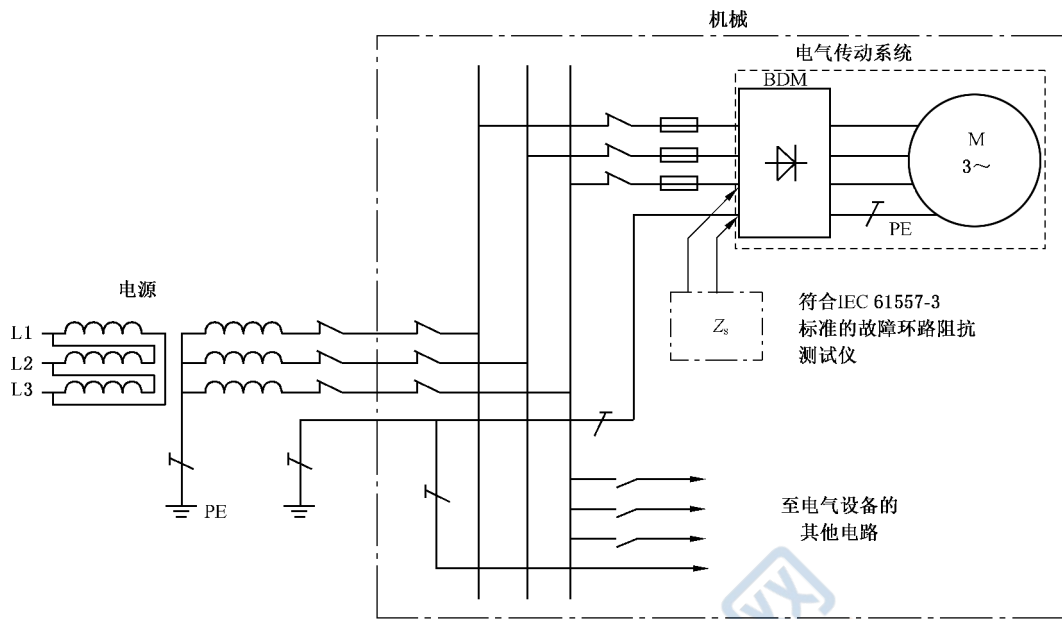 机械
电气传动系统
BDM
M
3～
PE
电源
L1
L2
L3
Zs
符合IEC 61557-3
标准的故障环路阻抗
测试仪
PE
至电气设备的
其他电路